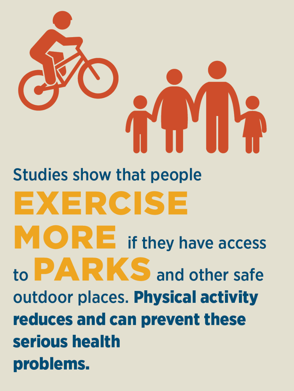 Studies show that people
EXERCISE
MORE if they have access
to PARKS and other safe
outdoor places. Physical activity
reduces and can prevent these
serious health
problems.